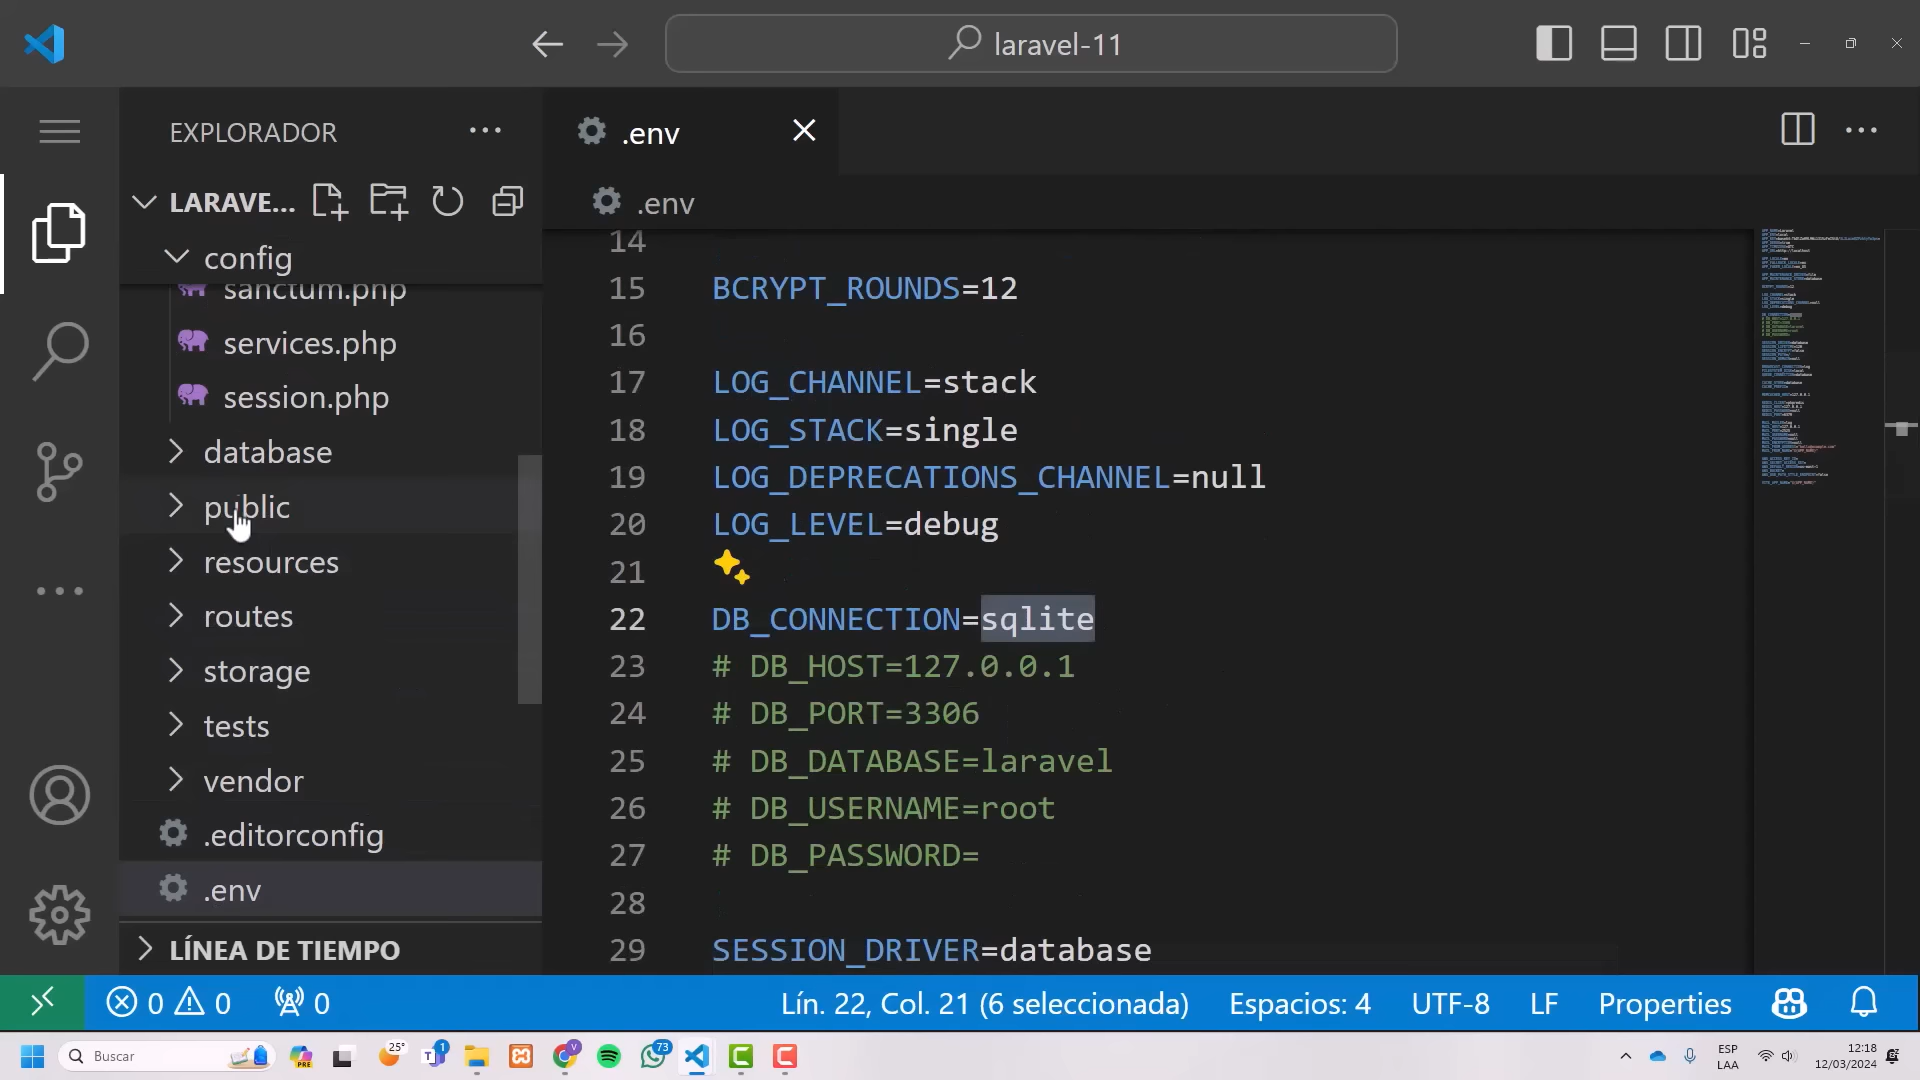 laravel-11
EXPLORADOR
LARAVE...
config
sanctum.php
services.php
session.php
database
public
resources
routes
storage
tests
vendor
.editorconfig
.env
LÍNEA DE TIEMPO
.env
.env
14
15 BCRYPT_ROUNDS=12
16
17 LOG_CHANNEL=stack
18 LOG_STACK=single
19 LOG_DEPRECATIONS_CHANNEL=null
20 LOG_LEVEL=debug
21
22 DB_CONNECTION=sqlite
23 # DB_HOST=127.0.0.1
24 # DB_PORT=3306
25 # DB_DATABASE=laravel
26 # DB_USERNAME=root
27 # DB_PASSWORD=
28
29 SESSION_DRIVER=database
0 0 0 Lín. 22, Col. 21 (6 seleccionada) Espacios: 4 UTF-8 LF Properties
Buscar PRE 25° 1 V 73 ESP 12:18
LAA 12/03/2024